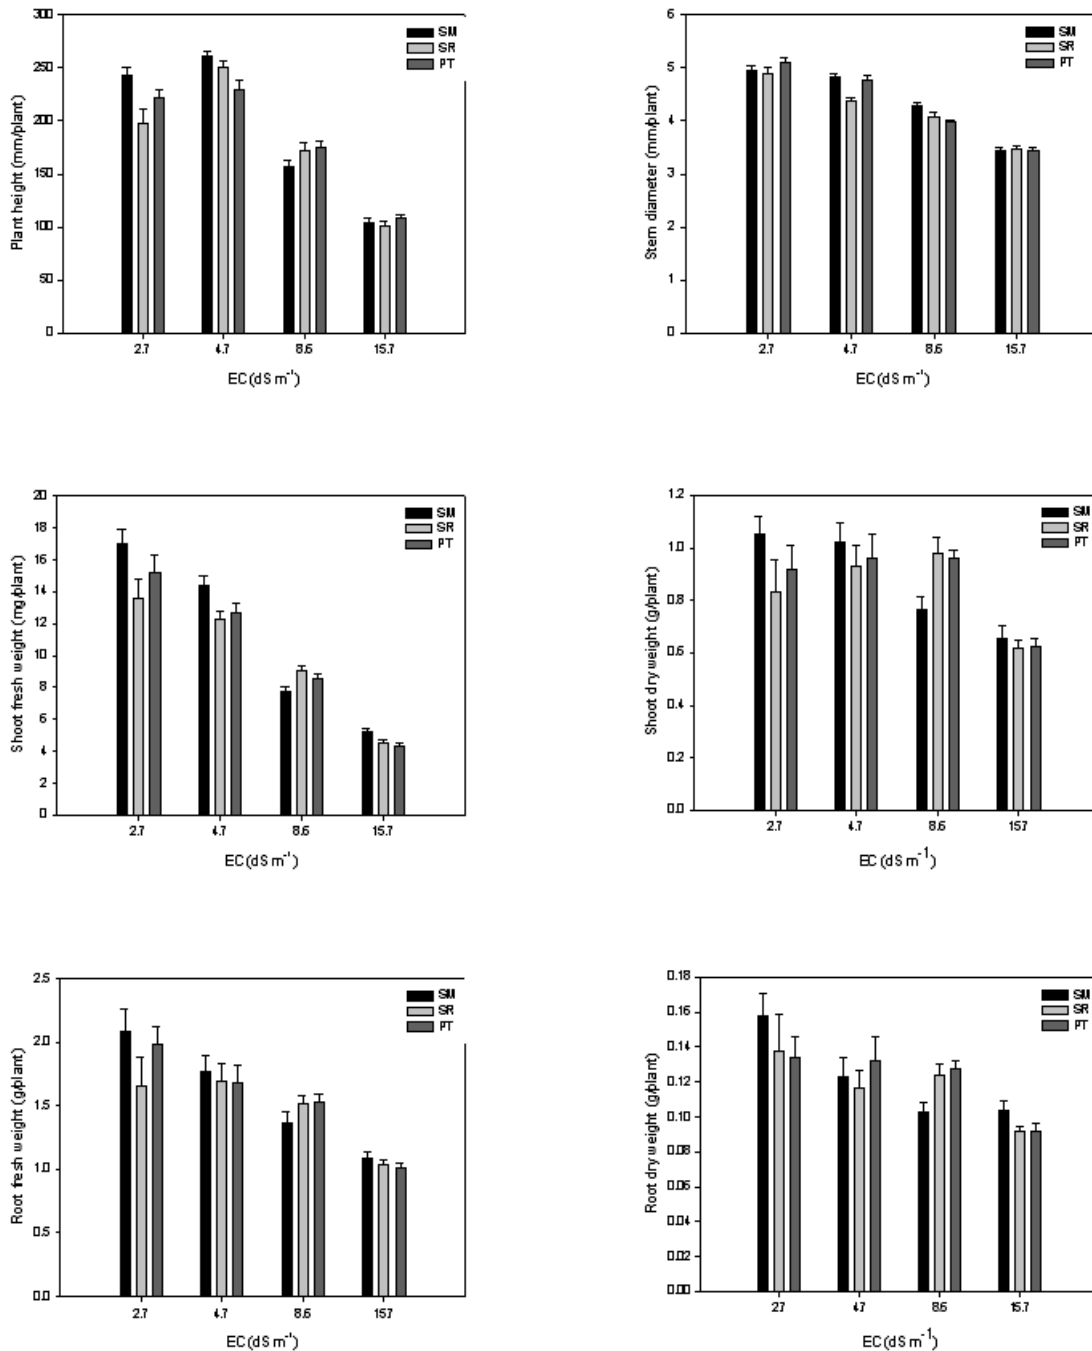 300
250
200
150
100
50
0
Plant height (mm/plant)
SM
SR
PT
2.7 4.7 8.6 15.7
EC (dS m⁻¹)
6
5
4
3
2
1
0
Stem diameter (mm/plant)
SM
SR
PT
2.7 4.7 8.6 15.7
EC (dS m⁻¹)
20
18
16
14
12
10
8
6
4
2
0
Shoot fresh weight (mg/plant)
SM
SR
PT
2.7 4.7 8.6 15.7
EC (dS m⁻¹)
1.2
1.0
0.8
0.6
0.4
0.2
0.0
Shoot dry weight (g/plant)
SM
SR
PT
2.7 4.7 8.6 15.7
EC (dS m⁻¹)
2.5
2.0
1.5
1.0
0.5
0.0
Root fresh weight (g/plant)
SM
SR
PT
2.7 4.7 8.6 15.7
EC (dS m⁻¹)
0.18
0.16
0.14
0.12
0.10
0.08
0.06
0.04
0.02
0.00
Root dry weight (g/plant)
SM
SR
PT
2.7 4.7 8.6 15.7
EC (dS m⁻¹)